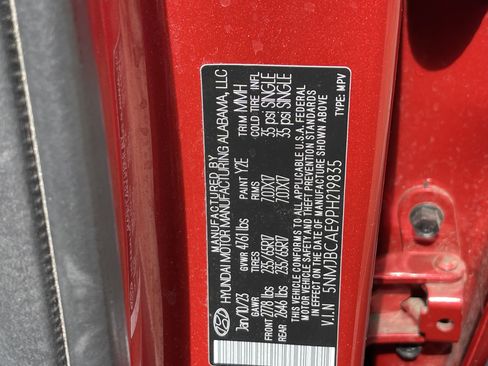 MANUFACTURED BY
HYUNDAI MOTOR MANUFACTURING ALABAMA, LLC
Jan/10/23 GVWR 4761 lbs PAINT Y2E TRIM MMH
GAWR TIRES RIMS COLD TIRE INFL
FRONT 2778 lbs 235/65R17 7.0JX17 35 psi SINGLE
REAR 2646 lbs 235/65R17 7.0JX17 35 psi SINGLE
THIS VEHICLE CONFORMS TO ALL APPLICABLE U.S.A. FEDERAL
MOTOR VEHICLE SAFETY AND THEFT PREVENTION STANDARDS
IN EFFECT ON THE DATE OF MANUFACTURE SHOWN ABOVE
V.I.N 5NMJBCAE9PH219835 TYPE: MPV